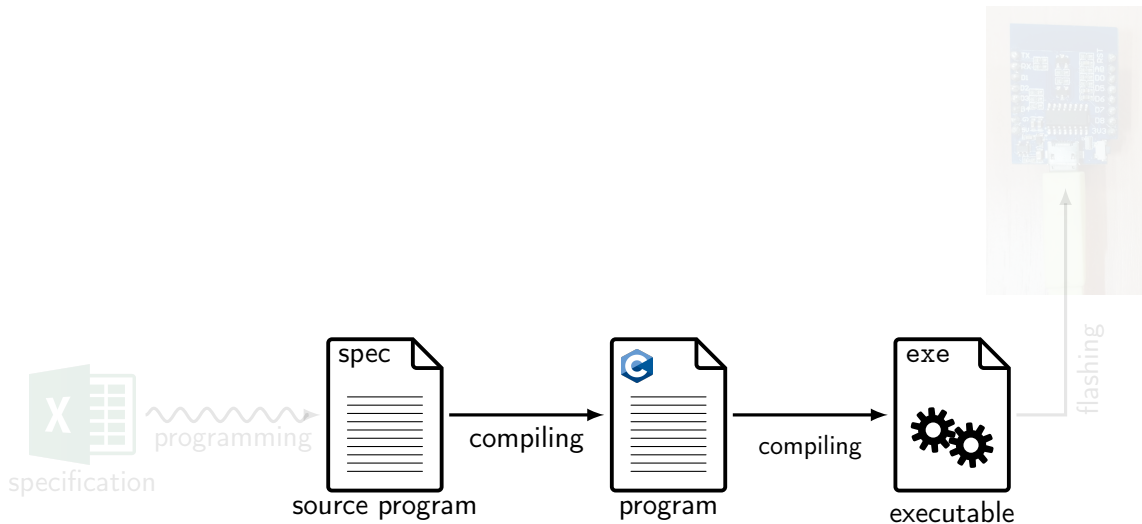 spec
C
exe
X
programming
compiling
compiling
flashing
specification
source program
program
executable